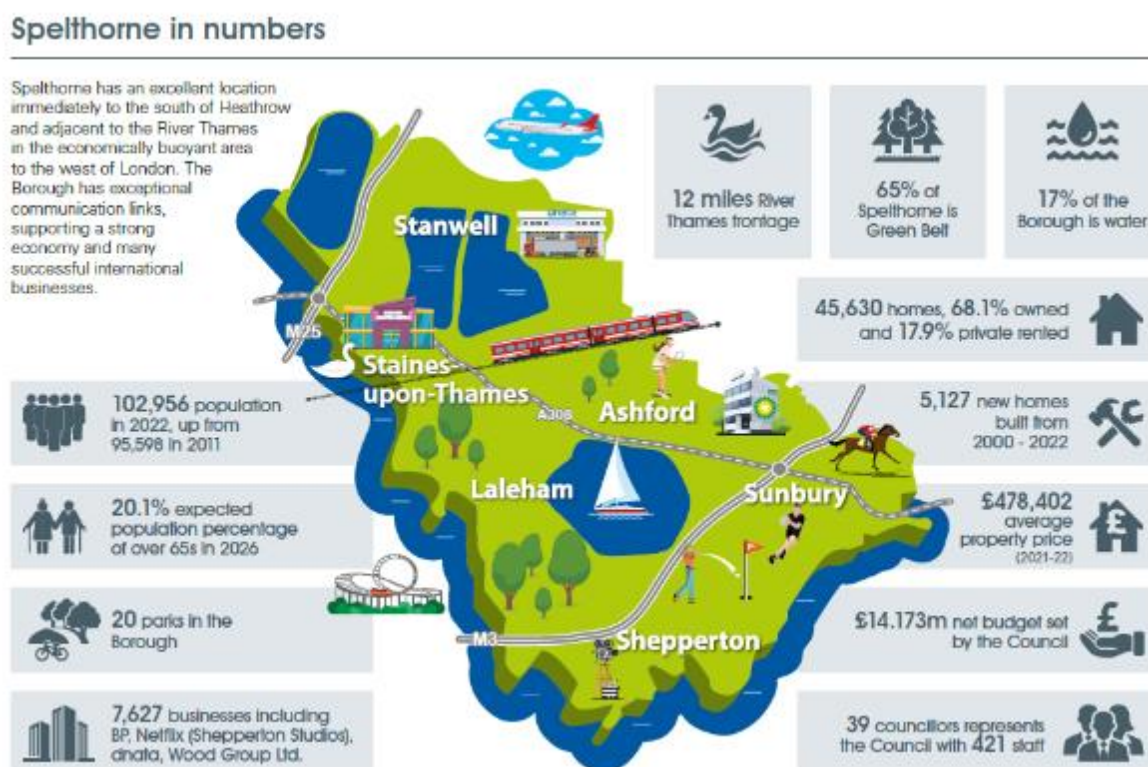 Spelthorne in numbers
Spelthorne has an excellent location
immediately to the south of Heathrow
and adjacent to the River Thames
in the economically buoyant area
to the west of London. The
Borough has exceptional
communication links,
supporting a strong
economy and many
successful international
businesses.
12 miles River
Thames frontage
65% of
Spelthorne is
Green Belt
17% of the
Borough is water
Stanwell
45,630 homes, 68.1% owned
and 17.9% private rented
M25
Staines-
upon-Thames
102,956 population
in 2022, up from
95,598 in 2011
A308
Ashford
5,127 new homes
built from
2000 - 2022
Laleham
Sunbury
20.1% expected
population percentage
of over 65s in 2026
£478,402
average
property price
(2021-22)
20 parks in the
Borough
M3
Shepperton
£14.173m net budget set
by the Council
7,627 businesses including
BP, Netflix (Shepperton Studios),
dnata, Wood Group Ltd.
39 councillors represents
the Council with 421 staff